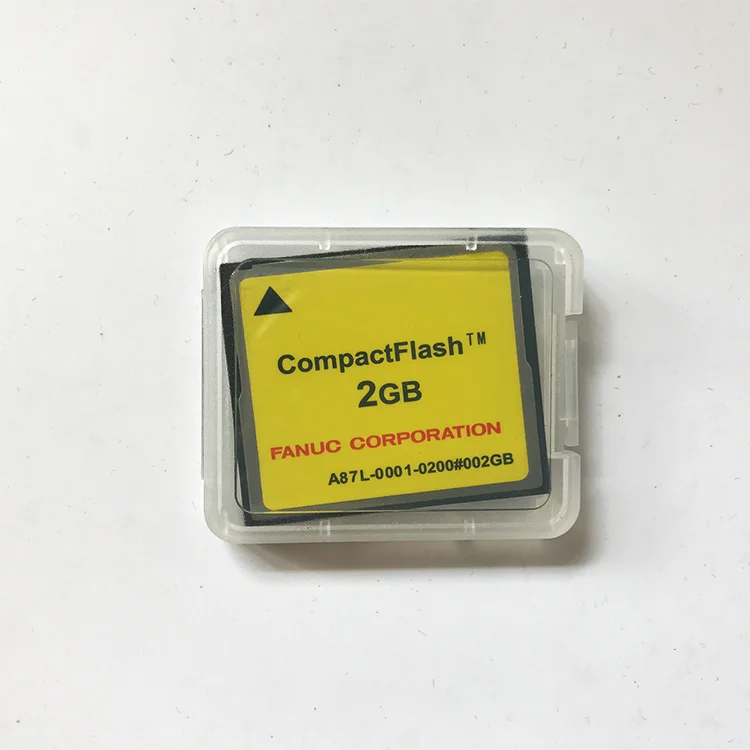 CompactFlash™
2GB
FANUC CORPORATION
A87L-0001-0200#002GB